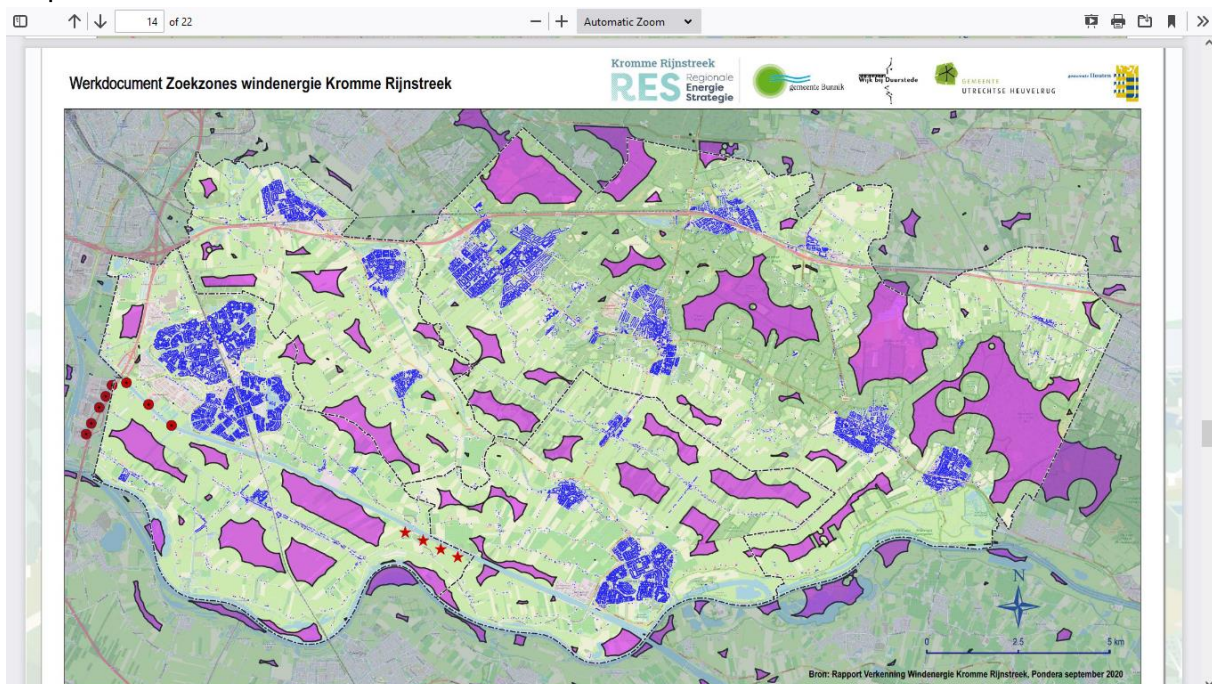 14 of 22
Automatic Zoom
Werkdocument Zoekzones windenergie Kromme Rijnstreek
Kromme Rijnstreek
RES Regionale
Energie
Strategie
gemeente Bunnik
Wijk bij Duurstede
GEMEENTE
UTRECHTSE HEUVELRUG
gemeente Houten
N
0 2.5 5 km
Bron: Rapport Verkenning Windenergie Kromme Rijnstreek, Pondera september 2020